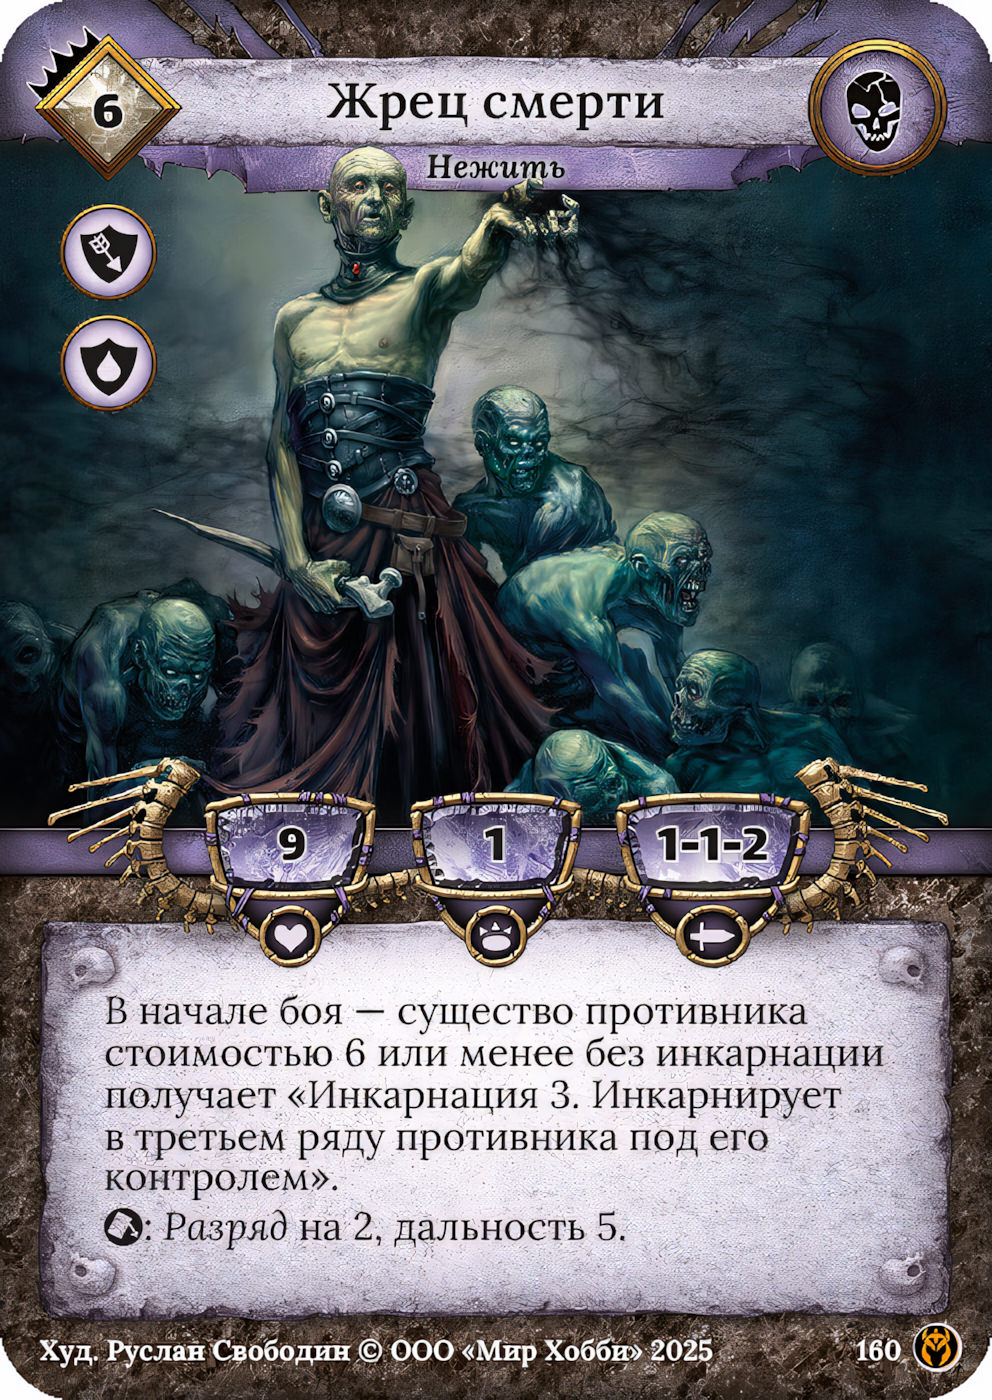 6
Жрец смерти
Нежить
9
1
1-1-2
В начале боя — существо противника
стоимостью 6 или менее без инкарнации
получает «Инкарнация 3. Инкарнирует
в третьем ряду противника под его
контролем».
: Разряд на 2, дальность 5.
Худ. Руслан Свободин © ООО «Мир Хобби» 2025
160